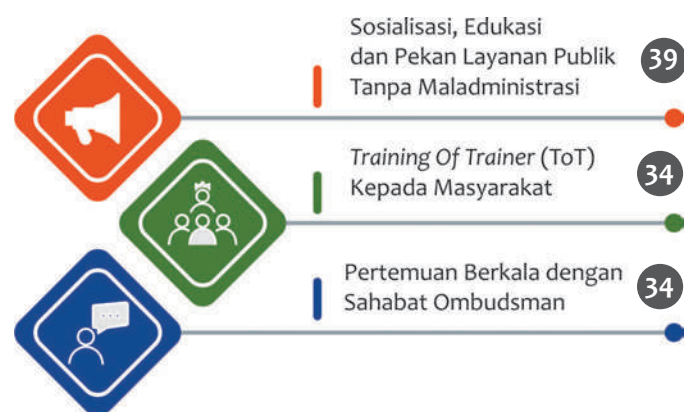 Sosialisasi, Edukasi
dan Pekan Layanan Publik
Tanpa Maladministrasi
39
Training Of Trainer (ToT)
Kepada Masyarakat
34
Pertemuan Berkala dengan
Sahabat Ombudsman
34